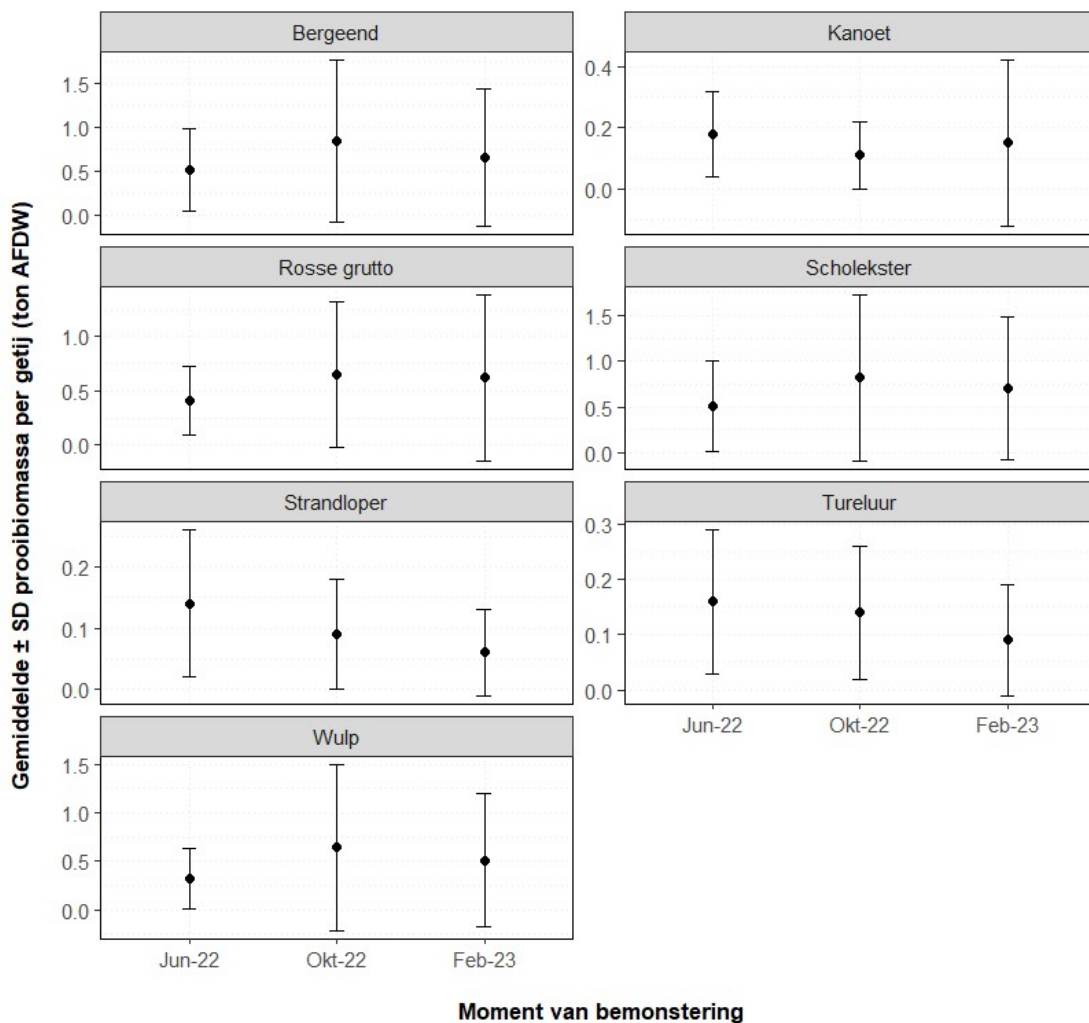 Gemiddelde ± SD prooibiomassa per getij (ton AFDW)
Bergeend
1.5
1.0
0.5
0.0
Kanoet
0.4
0.2
0.0
Rosse grutto
1.0
0.5
0.0
Scholekster
1.5
1.0
0.5
0.0
Strandloper
0.2
0.1
0.0
Tureluur
0.3
0.2
0.1
0.0
Jun-22 Okt-22 Feb-23
Wulp
1.5
1.0
0.5
0.0
Jun-22 Okt-22 Feb-23
Moment van bemonstering